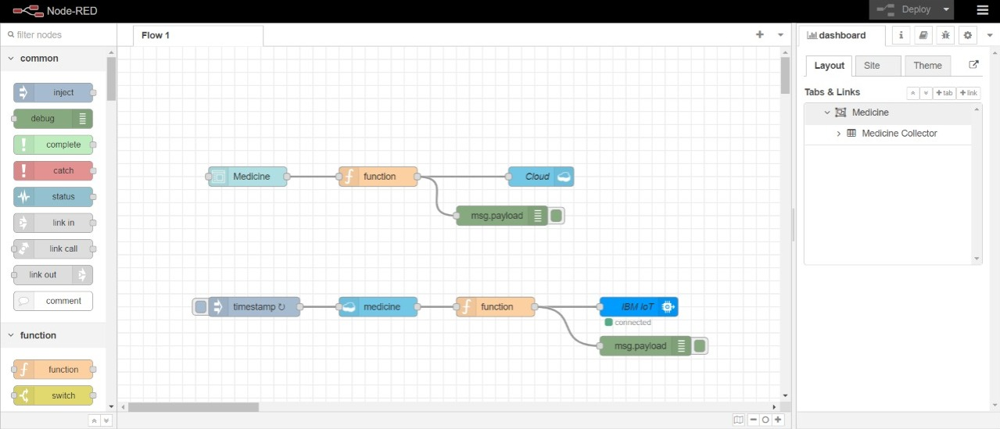 Node-RED
Deploy
filter nodes
Flow 1
dashboard
common
Layout
Site
Theme
inject
Tabs & Links
tab
link
debug
Medicine
complete
Medicine Collector
catch
Medicine
function
Cloud
status
link in
msg.payload
link call
link out
comment
timestamp ↻
medicine
function
IBM IoT
connected
function
msg.payload
function
switch